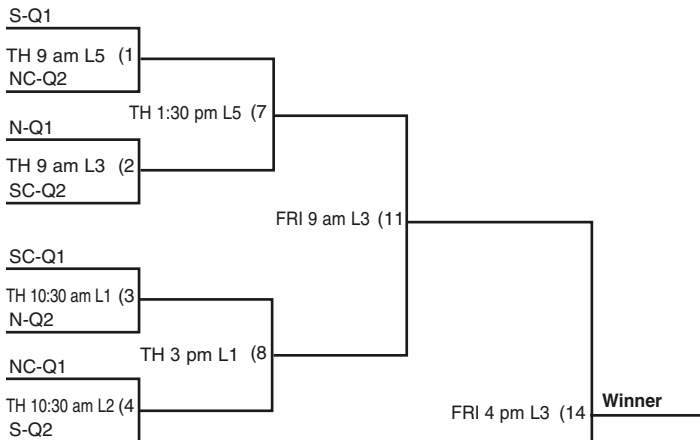 S-Q1
TH 9 am L5 (1
NC-Q2
TH 1:30 pm L5 (7
N-Q1
TH 9 am L3 (2
SC-Q2
FRI 9 am L3 (11
SC-Q1
TH 10:30 am L1 (3
N-Q2
TH 3 pm L1 (8
NC-Q1
TH 10:30 am L2 (4
S-Q2
FRI 4 pm L3 (14
Winner